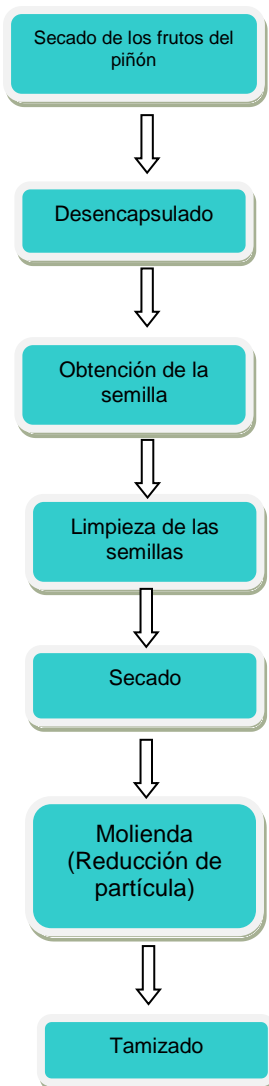 Secado de los frutos del
piñón
Desencapsulado
Obtención de la
semilla
Limpieza de las
semillas
Secado
Molienda
(Reducción de
partícula)
Tamizado